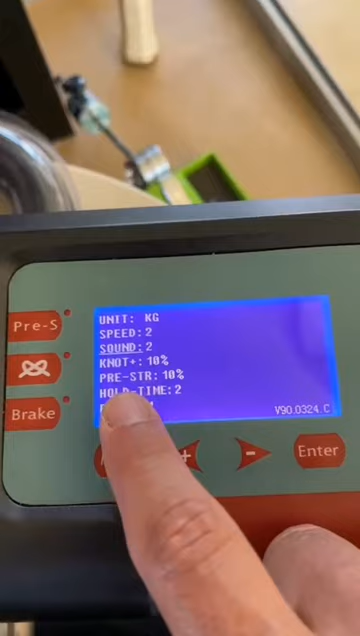 UNIT: KG
SPEED: 2
SOUND: 2
KNOT+: 10%
PRE-STR: 10%
HOLD-TIME: 2
V90.0324.C
Pre-S
Brake
+
-
Enter